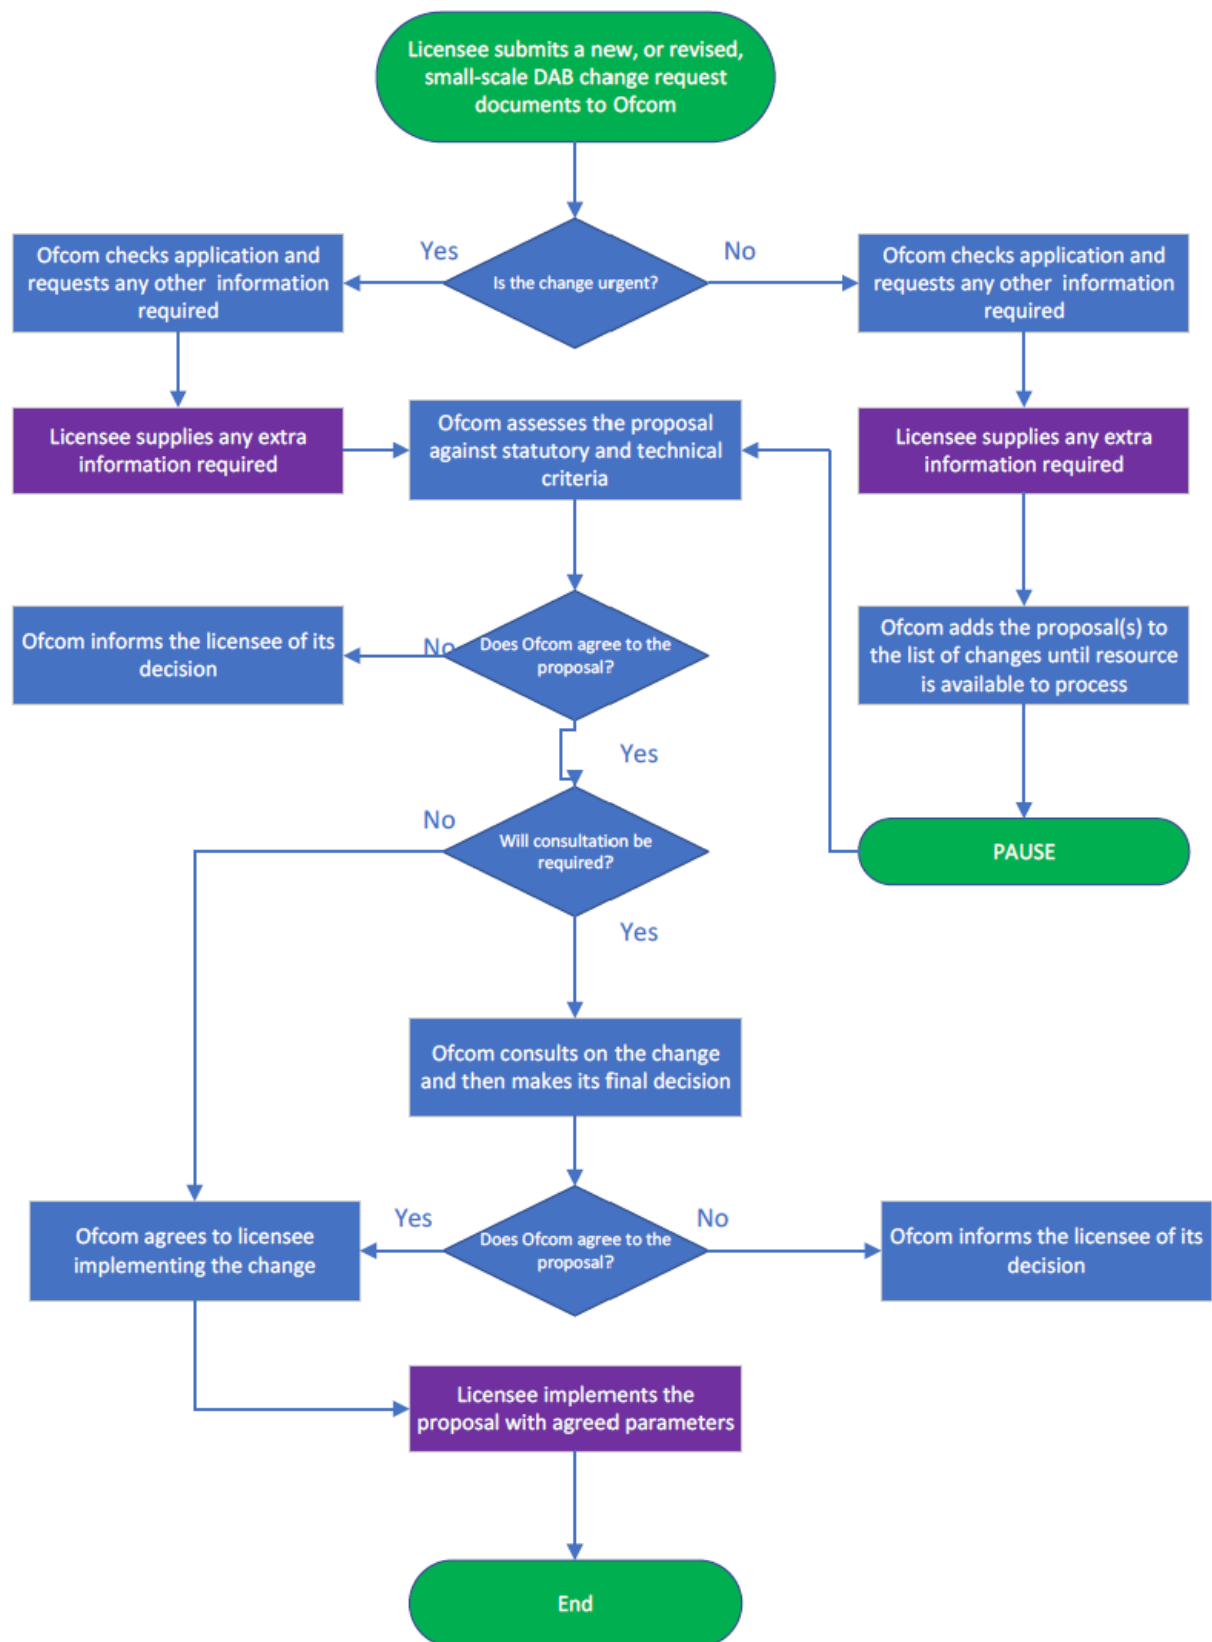 Licensee submits a new, or revised,
small-scale DAB change request
documents to Ofcom
Yes
No
Ofcom checks application and
requests any other information
required
Is the change urgent?
Ofcom checks application and
requests any other information
required
Licensee supplies any extra
information required
Ofcom assesses the proposal
against statutory and technical
criteria
Licensee supplies any extra
information required
Ofcom informs the licensee of its
decision
No
Does Ofcom agree to the
proposal?
Ofcom adds the proposal(s) to
the list of changes until resource
is available to process
Yes
No
Will consultation be
required?
PAUSE
Yes
Ofcom consults on the change
and then makes its final decision
Ofcom agrees to licensee
implementing the change
Yes
Does Ofcom agree to the
proposal?
No
Ofcom informs the licensee of its
decision
Licensee implements the
proposal with agreed parameters
End